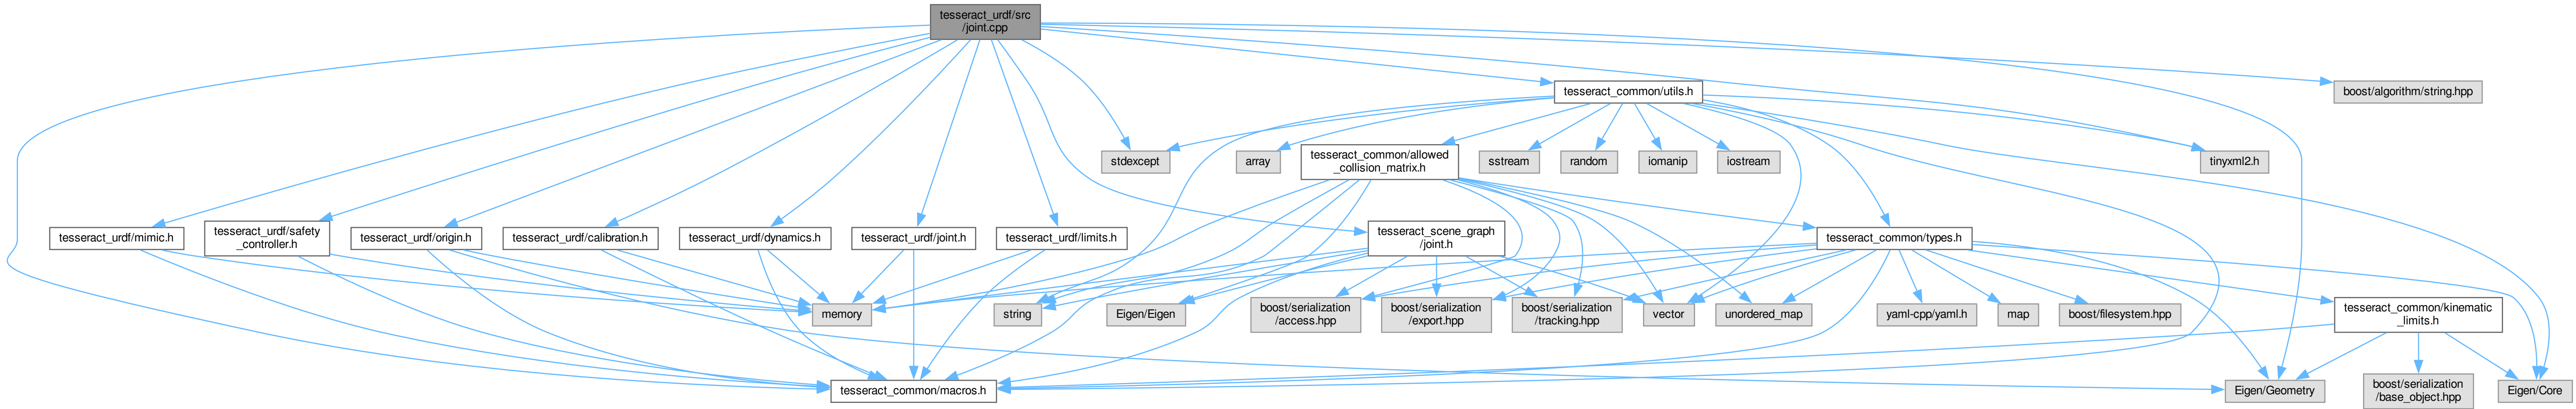 tesseract_urdf/src
/joint.cpp
tesseract_common/utils.h
boost/algorithm/string.hpp
stdexcept
array
tesseract_common/allowed
_collision_matrix.h
sstream
random
iomanip
iostream
tinyxml2.h
tesseract_urdf/mimic.h
tesseract_urdf/safety
_controller.h
tesseract_urdf/origin.h
tesseract_urdf/calibration.h
tesseract_urdf/dynamics.h
tesseract_urdf/joint.h
tesseract_urdf/limits.h
tesseract_scene_graph
/joint.h
tesseract_common/types.h
memory
string
Eigen/Eigen
boost/serialization
/access.hpp
boost/serialization
/export.hpp
boost/serialization
/tracking.hpp
vector
unordered_map
yaml-cpp/yaml.h
map
boost/filesystem.hpp
tesseract_common/kinematic
_limits.h
tesseract_common/macros.h
Eigen/Geometry
boost/serialization
/base_object.hpp
Eigen/Core